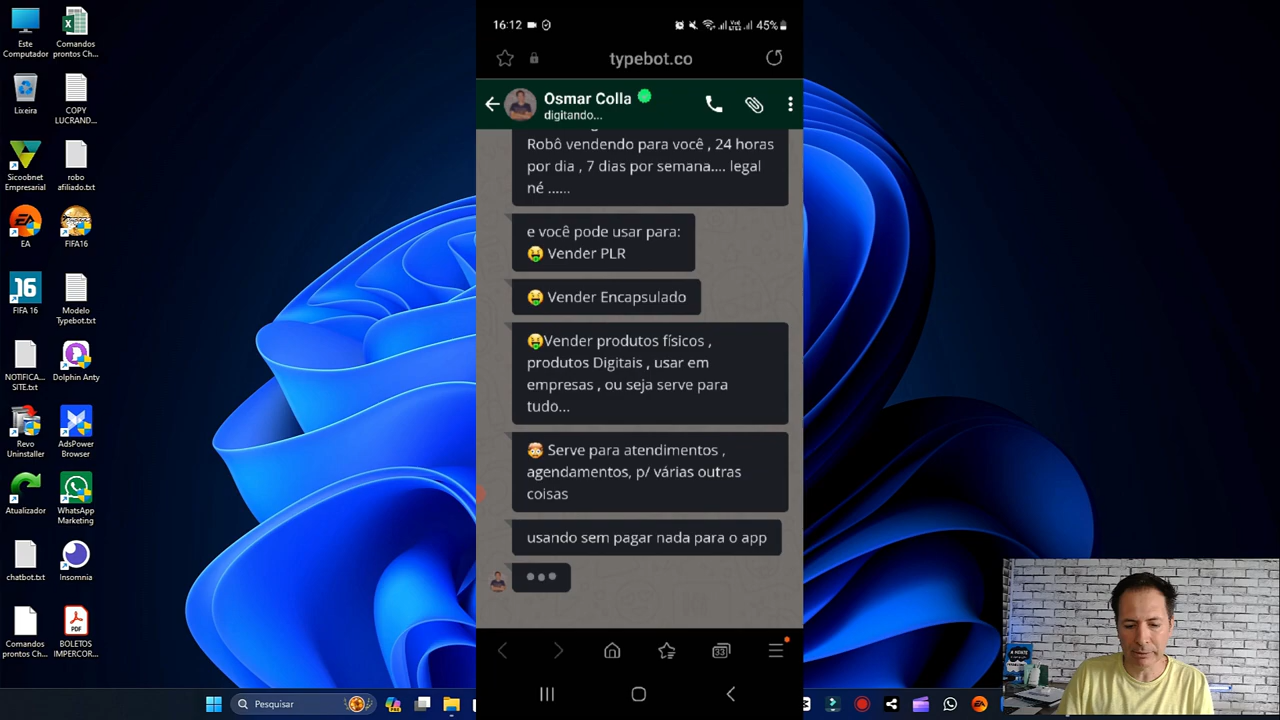 Este
Computador
Comandos
prontos Ch...
Lixeira
COPY
LUCRAND...
Sicoobnet
Empresarial
robo
afiliado.txt
EA
FIFA16
16
FIFA 16
Modelo
Typebot.txt
NOTIFICA...
SITE.txt
Dolphin Anty
Revo
Uninstaller
AdsPower
Browser
Atualizador
WhatsApp
Marketing
chatbot.txt
Insomnia
Comandos
prontos Ch...
PDF
BOLETOS
IMPERCOR...
16:12
45%
typebot.co
Osmar Colla
digitando...
Robô vendendo para você , 24 horas
por dia , 7 dias por semana.... legal
né ......
e você pode usar para:
🤑 Vender PLR
🤑 Vender Encapsulado
🤑Vender produtos físicos ,
produtos Digitais , usar em
empresas , ou seja serve para
tudo...
🤯 Serve para atendimentos ,
agendamentos, p/ várias outras
coisas
usando sem pagar nada para o app
33
Pesquisar
PRE
EA